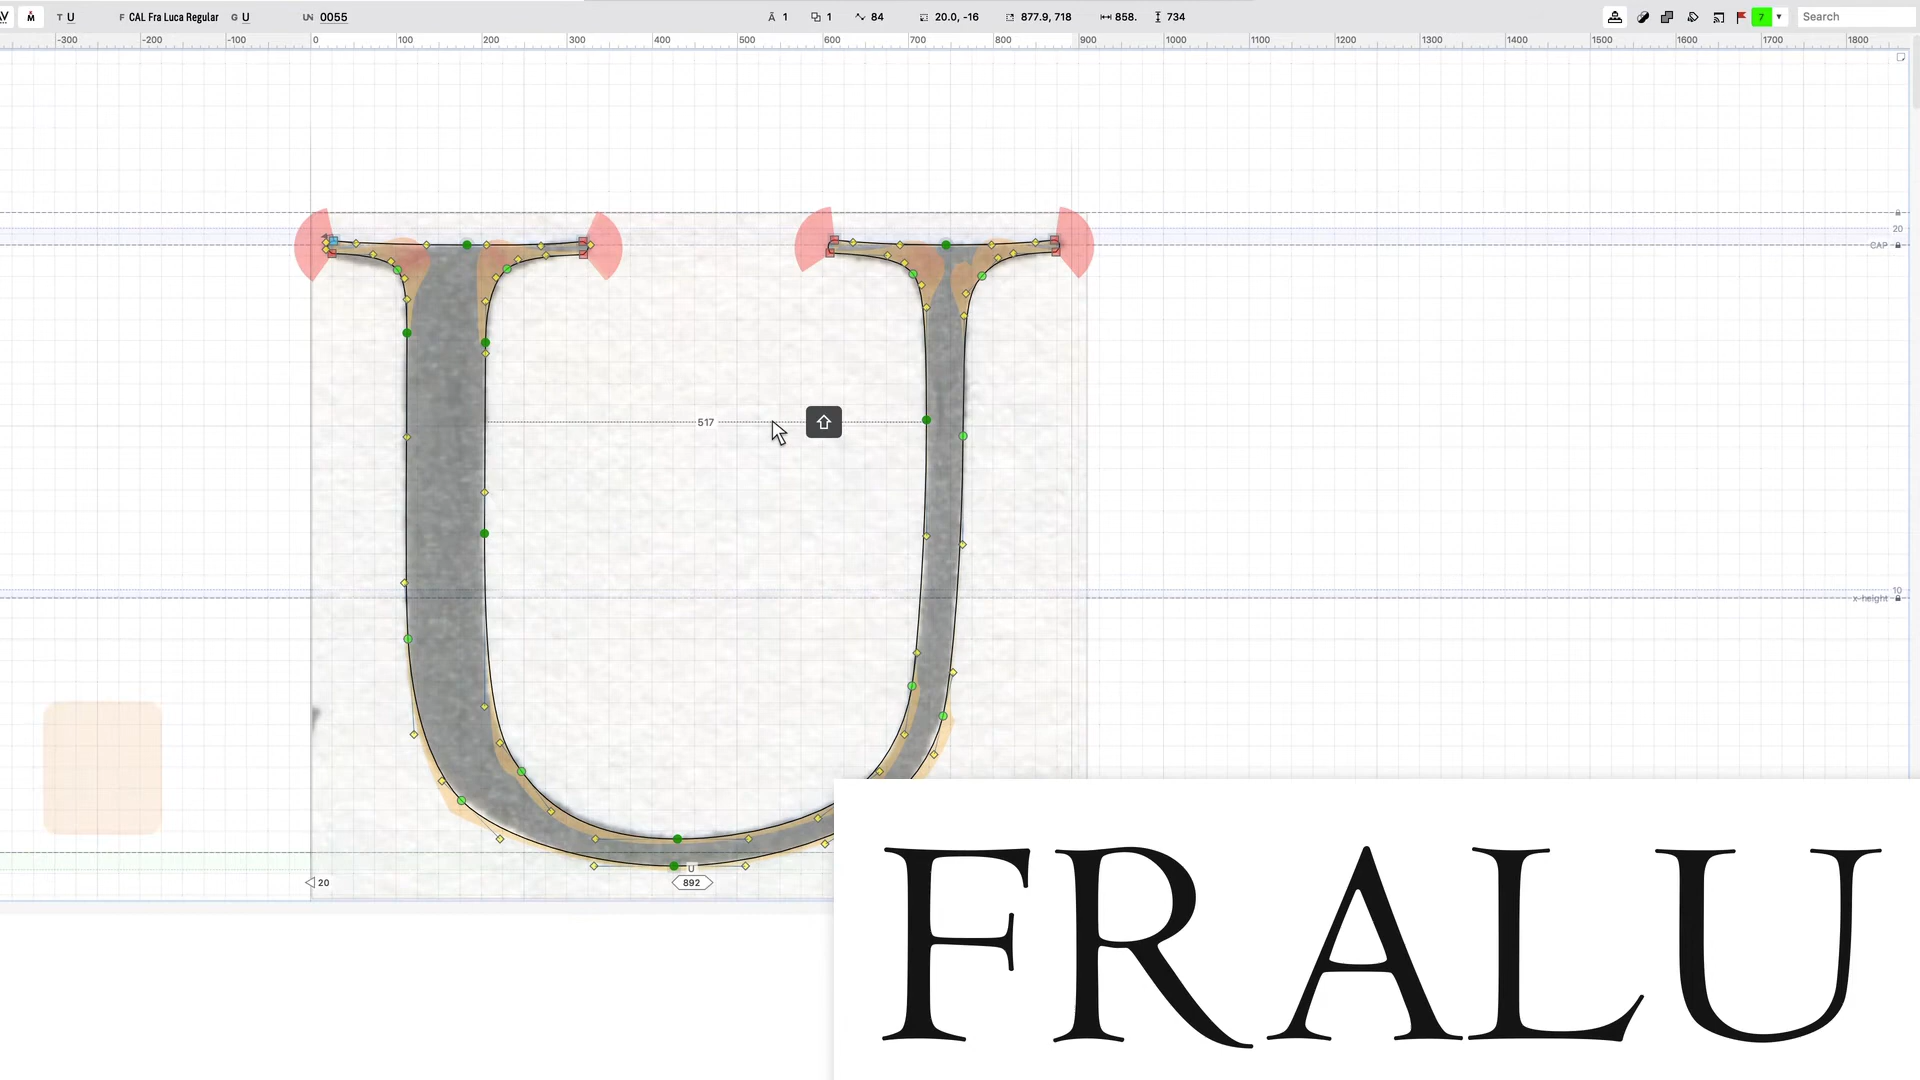 T U F CAL Fra Luca Regular G U UN 0055 Ā 1 1 84 20.0, -16 877.9, 718 858. 734 7 Search
-300 -200 -100 0 100 200 300 400 500 600 700 800 900 1000 1100 1200 1300 1400 1500 1600 1700 1800
20
CAP
517
10
x-height
U
20
892
FRALU